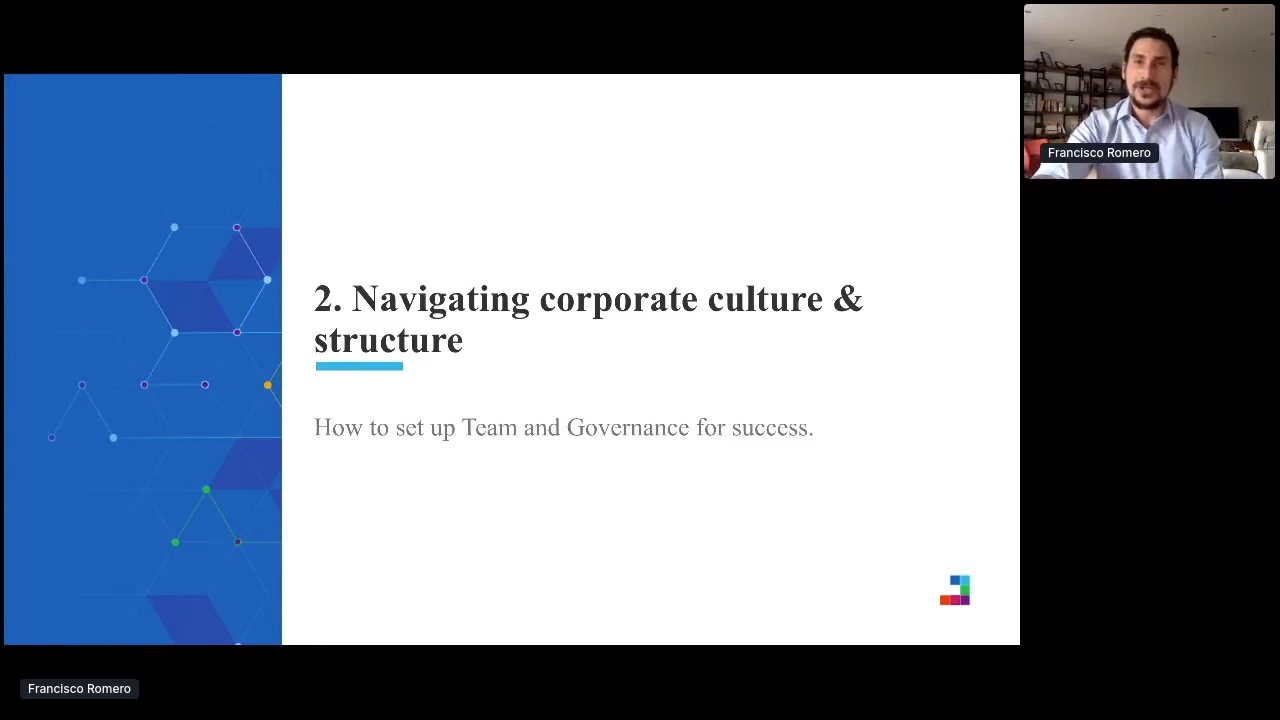 Francisco Romero
2. Navigating corporate culture &
structure
How to set up Team and Governance for success.
Francisco Romero